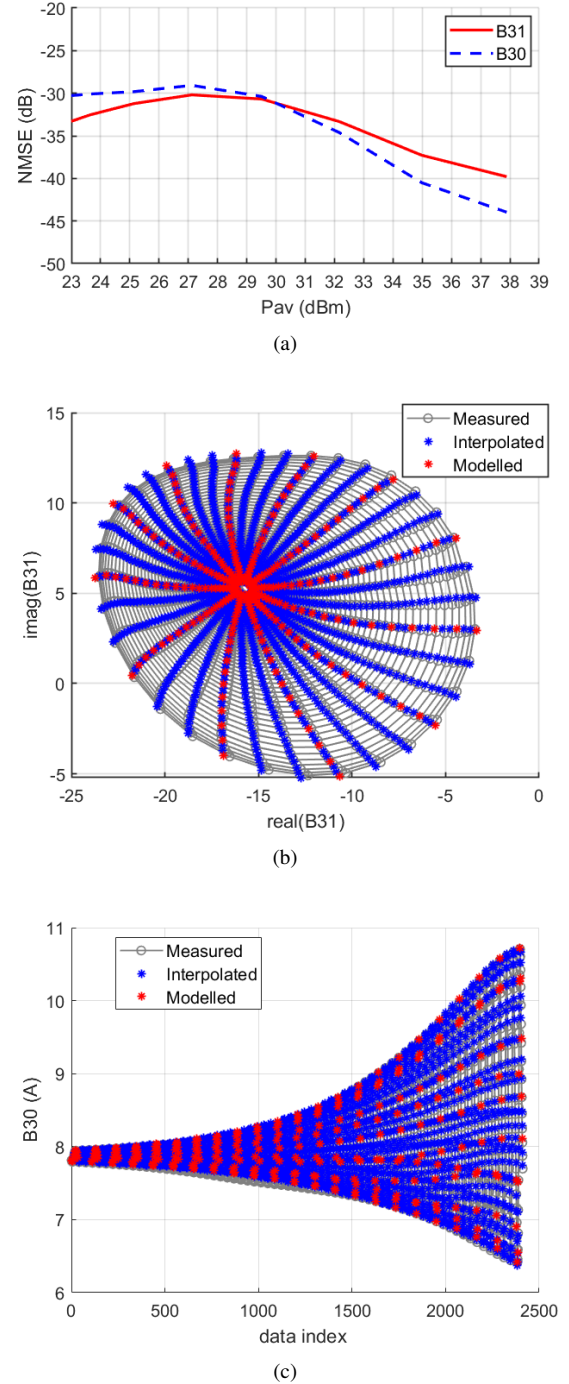 -20
-25
-30
-35
-40
-45
-50
NMSE (dB)
B31
B30
23 24 25 26 27 28 29 30 31 32 33 34 35 36 37 38 39
Pav (dBm)
(a)
15
10
5
0
-5
imag(B31)
Measured
Interpolated
Modelled
-25 -20 -15 -10 -5 0
real(B31)
(b)
11
10
9
8
7
6
B30 (A)
Measured
Interpolated
Modelled
0 500 1000 1500 2000 2500
data index
(c)